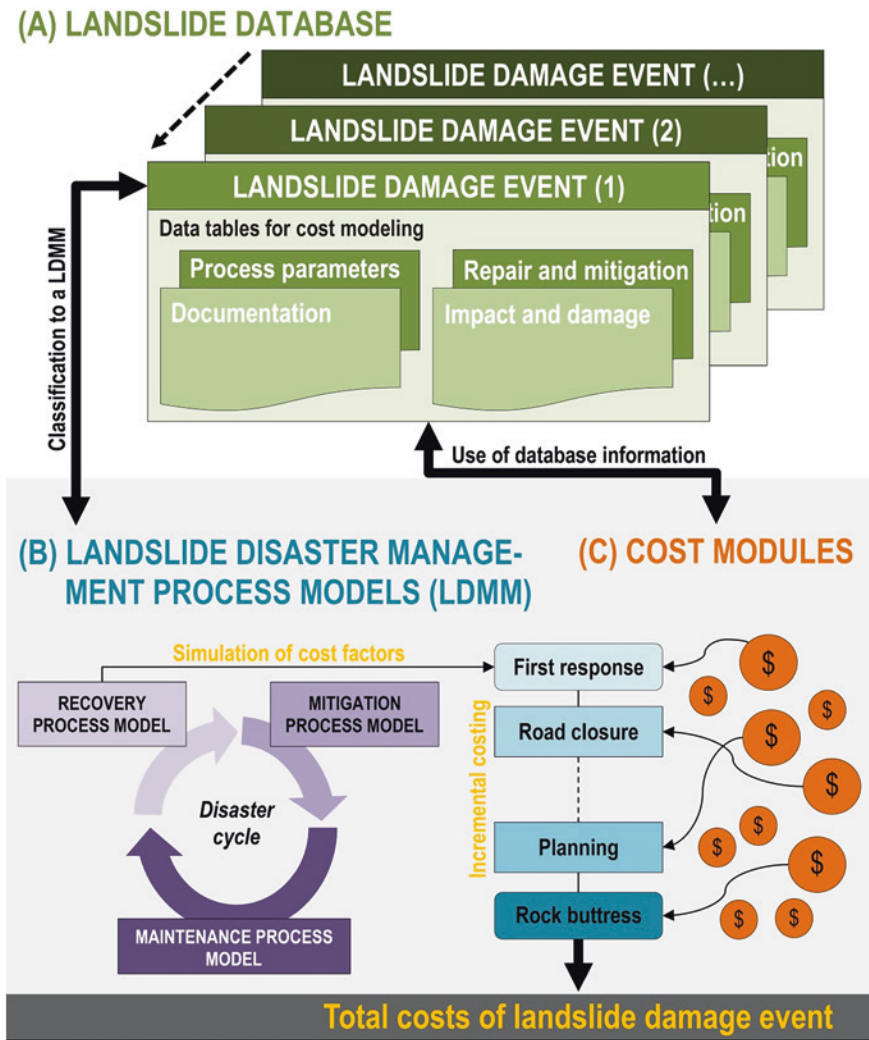 (A) LANDSLIDE DATABASE
LANDSLIDE DAMAGE EVENT (...)
LANDSLIDE DAMAGE EVENT (2)
LANDSLIDE DAMAGE EVENT (1)
tion
tion
Data tables for cost modeling
Process parameters
Repair and mitigation
Documentation
Impact and damage
Classification to a LDMM
Use of database information
(B) LANDSLIDE DISASTER MANAGE-
MENT PROCESS MODELS (LDMM)
(C) COST MODULES
Simulation of cost factors
RECOVERY
PROCESS MODEL
MITIGATION
PROCESS MODEL
Disaster
cycle
MAINTENANCE PROCESS
MODEL
Incremental costing
First response
Road closure
Planning
Rock buttress
$
$
$
$
$
$
$
$
$
$
Total costs of landslide damage event